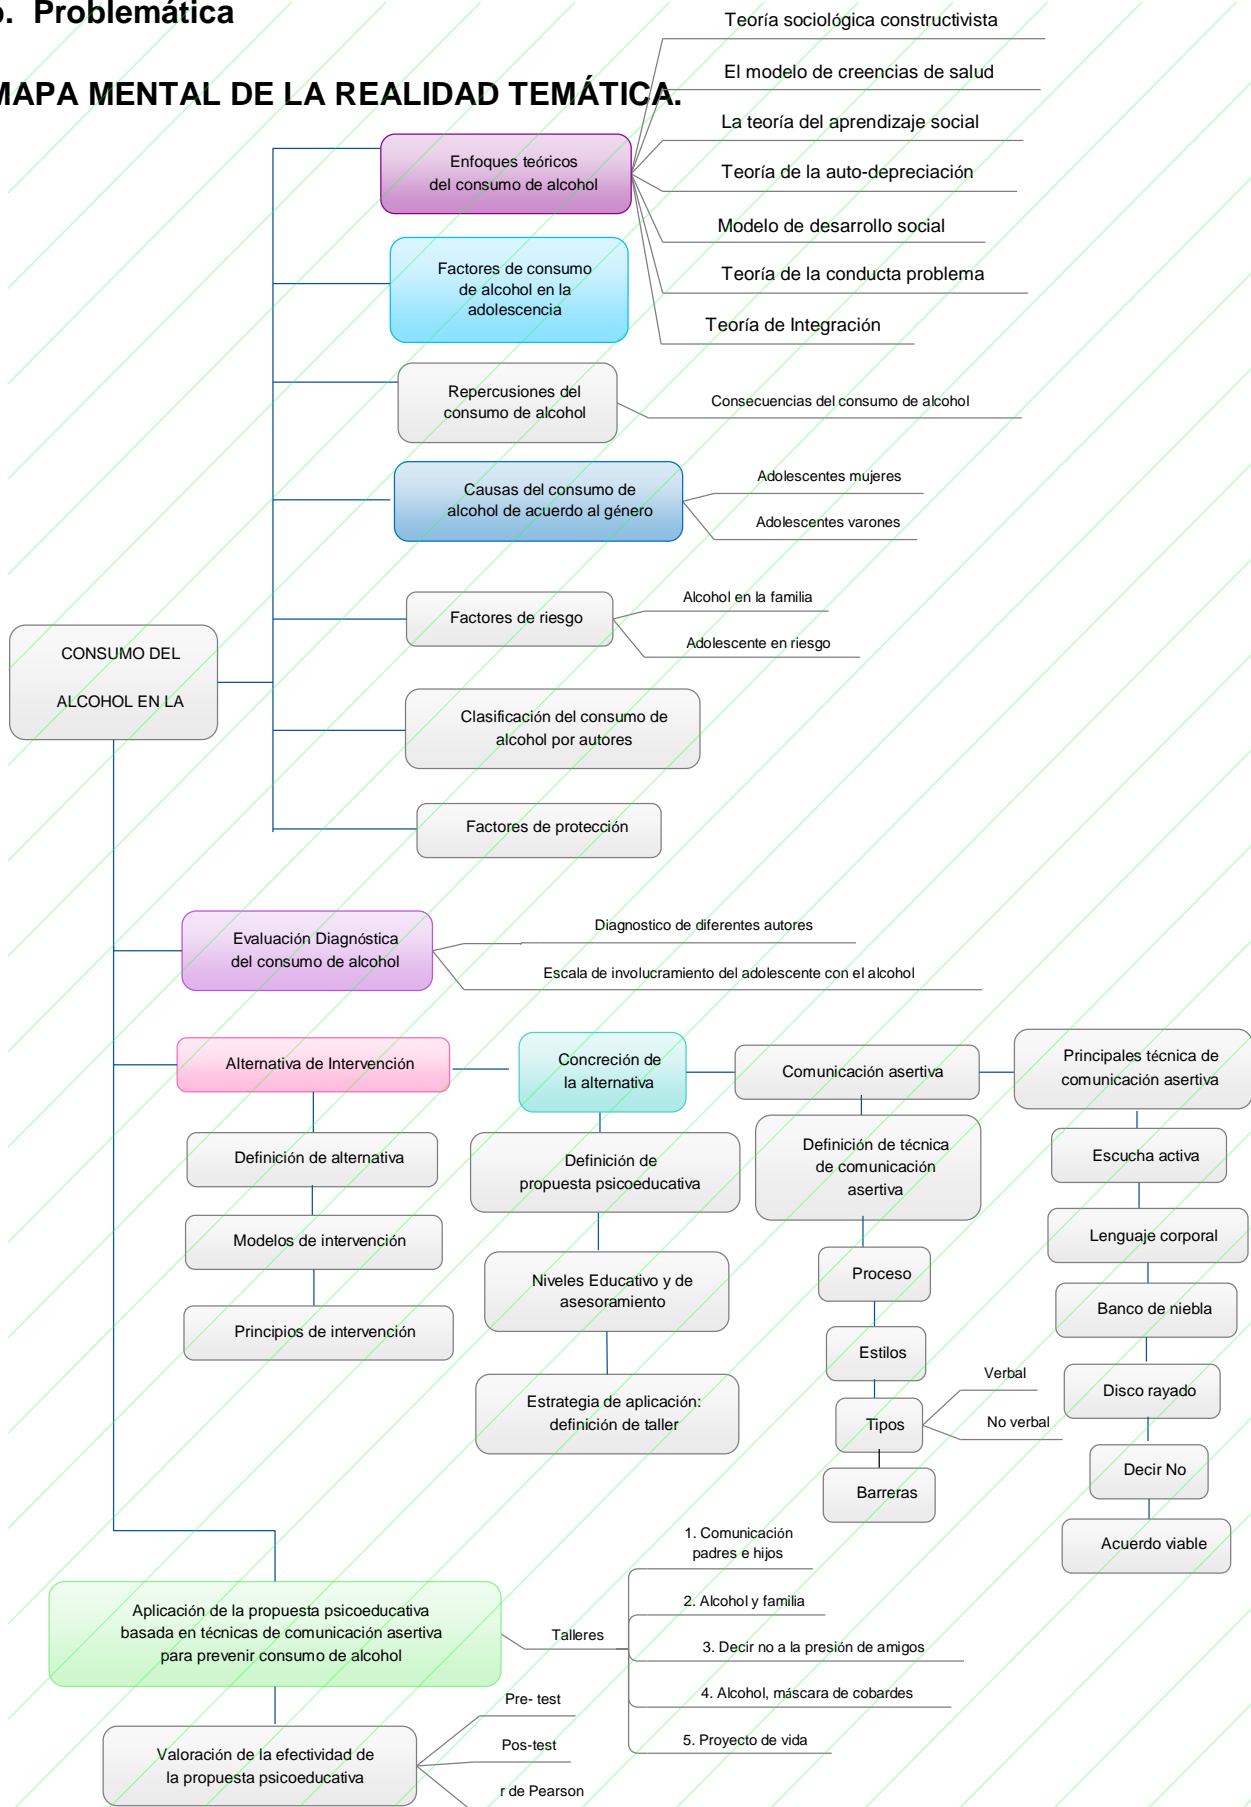 Problemática
MAPA MENTAL DE LA REALIDAD TEMÁTICA.
Teoría sociológica constructivista
El modelo de creencias de salud
La teoría del aprendizaje social
Teoría de la auto-depreciación
Modelo de desarrollo social
Teoría de la conducta problema
Teoría de Integración
Enfoques teóricos
del consumo de alcohol
Factores de consumo
de alcohol en la
adolescencia
Repercusiones del
consumo de alcohol
Consecuencias del consumo de alcohol
Causas del consumo de
alcohol de acuerdo al género
Adolescentes mujeres
Adolescentes varones
Factores de riesgo
Alcohol en la familia
Adolescente en riesgo
CONSUMO DEL
ALCOHOL EN LA
Clasificación del consumo de
alcohol por autores
Factores de protección
Evaluación Diagnóstica
del consumo de alcohol
Diagnostico de diferentes autores
Escala de involucramiento del adolescente con el alcohol
Alternativa de Intervención
Definición de alternativa
Modelos de intervención
Principios de intervención
Concreción de
la alternativa
Definición de
propuesta psicoeducativa
Niveles Educativo y de
asesoramiento
Estrategia de aplicación:
definición de taller
Comunicación asertiva
Definición de técnica
de comunicación
asertiva
Proceso
Estilos
Tipos
Verbal
No verbal
Barreras
Principales técnica de
comunicación asertiva
Escucha activa
Lenguaje corporal
Banco de niebla
Disco rayado
Decir No
Acuerdo viable
Aplicación de la propuesta psicoeducativa
basada en técnicas de comunicación asertiva
para prevenir consumo de alcohol
Talleres
1. Comunicación
padres e hijos
2. Alcohol y familia
3. Decir no a la presión de amigos
4. Alcohol, máscara de cobardes
5. Proyecto de vida
Valoración de la efectividad de
la propuesta psicoeducativa
Pre- test
Pos-test
r de Pearson